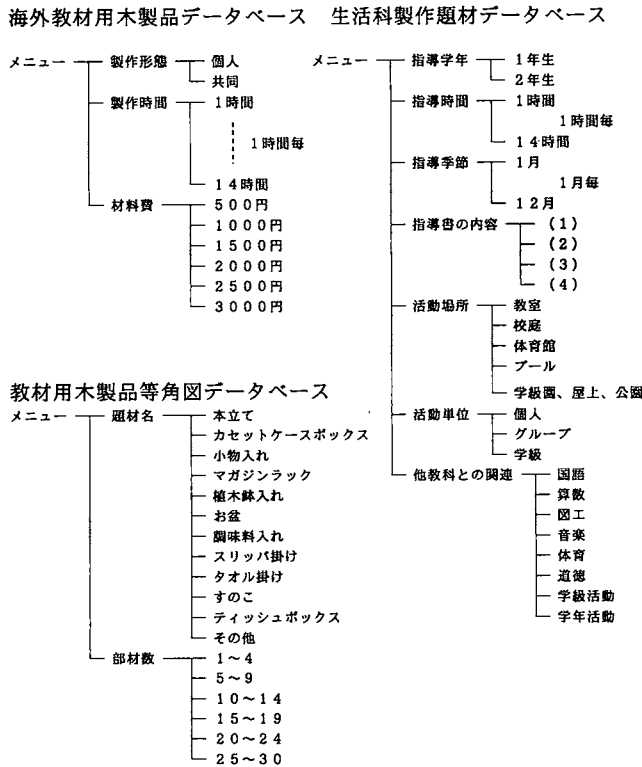 海外教材用木製品データベース
メニュー 製作形態 個人
共同
製作時間 1時間
1時間毎
14時間
材料費 500円
1000円
1500円
2000円
2500円
3000円
生活科製作題材データベース
メニュー 指導学年 1年生
2年生
指導時間 1時間
1時間毎
14時間
指導季節 1月
1月毎
12月
指導書の内容 (1)
(2)
(3)
(4)
活動場所 教室
校庭
体育館
プール
学級園、屋上、公園
活動単位 個人
グループ
学級
他教科との関連 国語
算数
図工
音楽
体育
道徳
学級活動
学年活動
教材用木製品等角図データベース
メニュー 題材名 本立て
カセットケースボックス
小物入れ
マガジンラック
植木鉢入れ
お盆
調味料入れ
スリッパ掛け
タオル掛け
すのこ
ティッシュボックス
その他
部材数 1～4
5～9
10～14
15～19
20～24
25～30